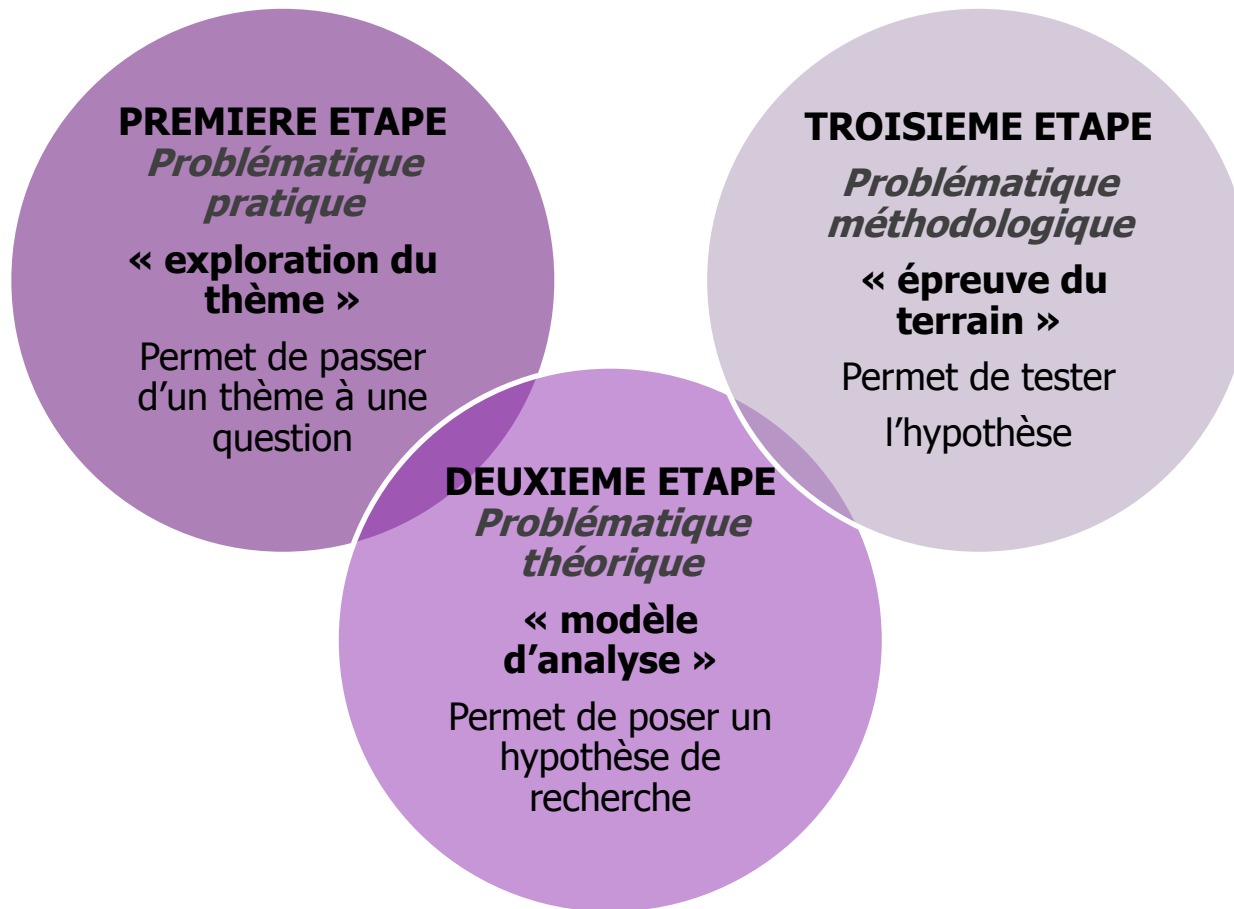 PREMIERE ETAPE
Problématique
pratique
« exploration du
thème »
Permet de passer
d’un thème à une
question
DEUXIEME ETAPE
Problématique
théorique
« modèle
d’analyse »
Permet de poser un
hypothèse de
recherche
TROISIEME ETAPE
Problématique
méthodologique
« épreuve du
terrain »
Permet de tester
l’hypothèse